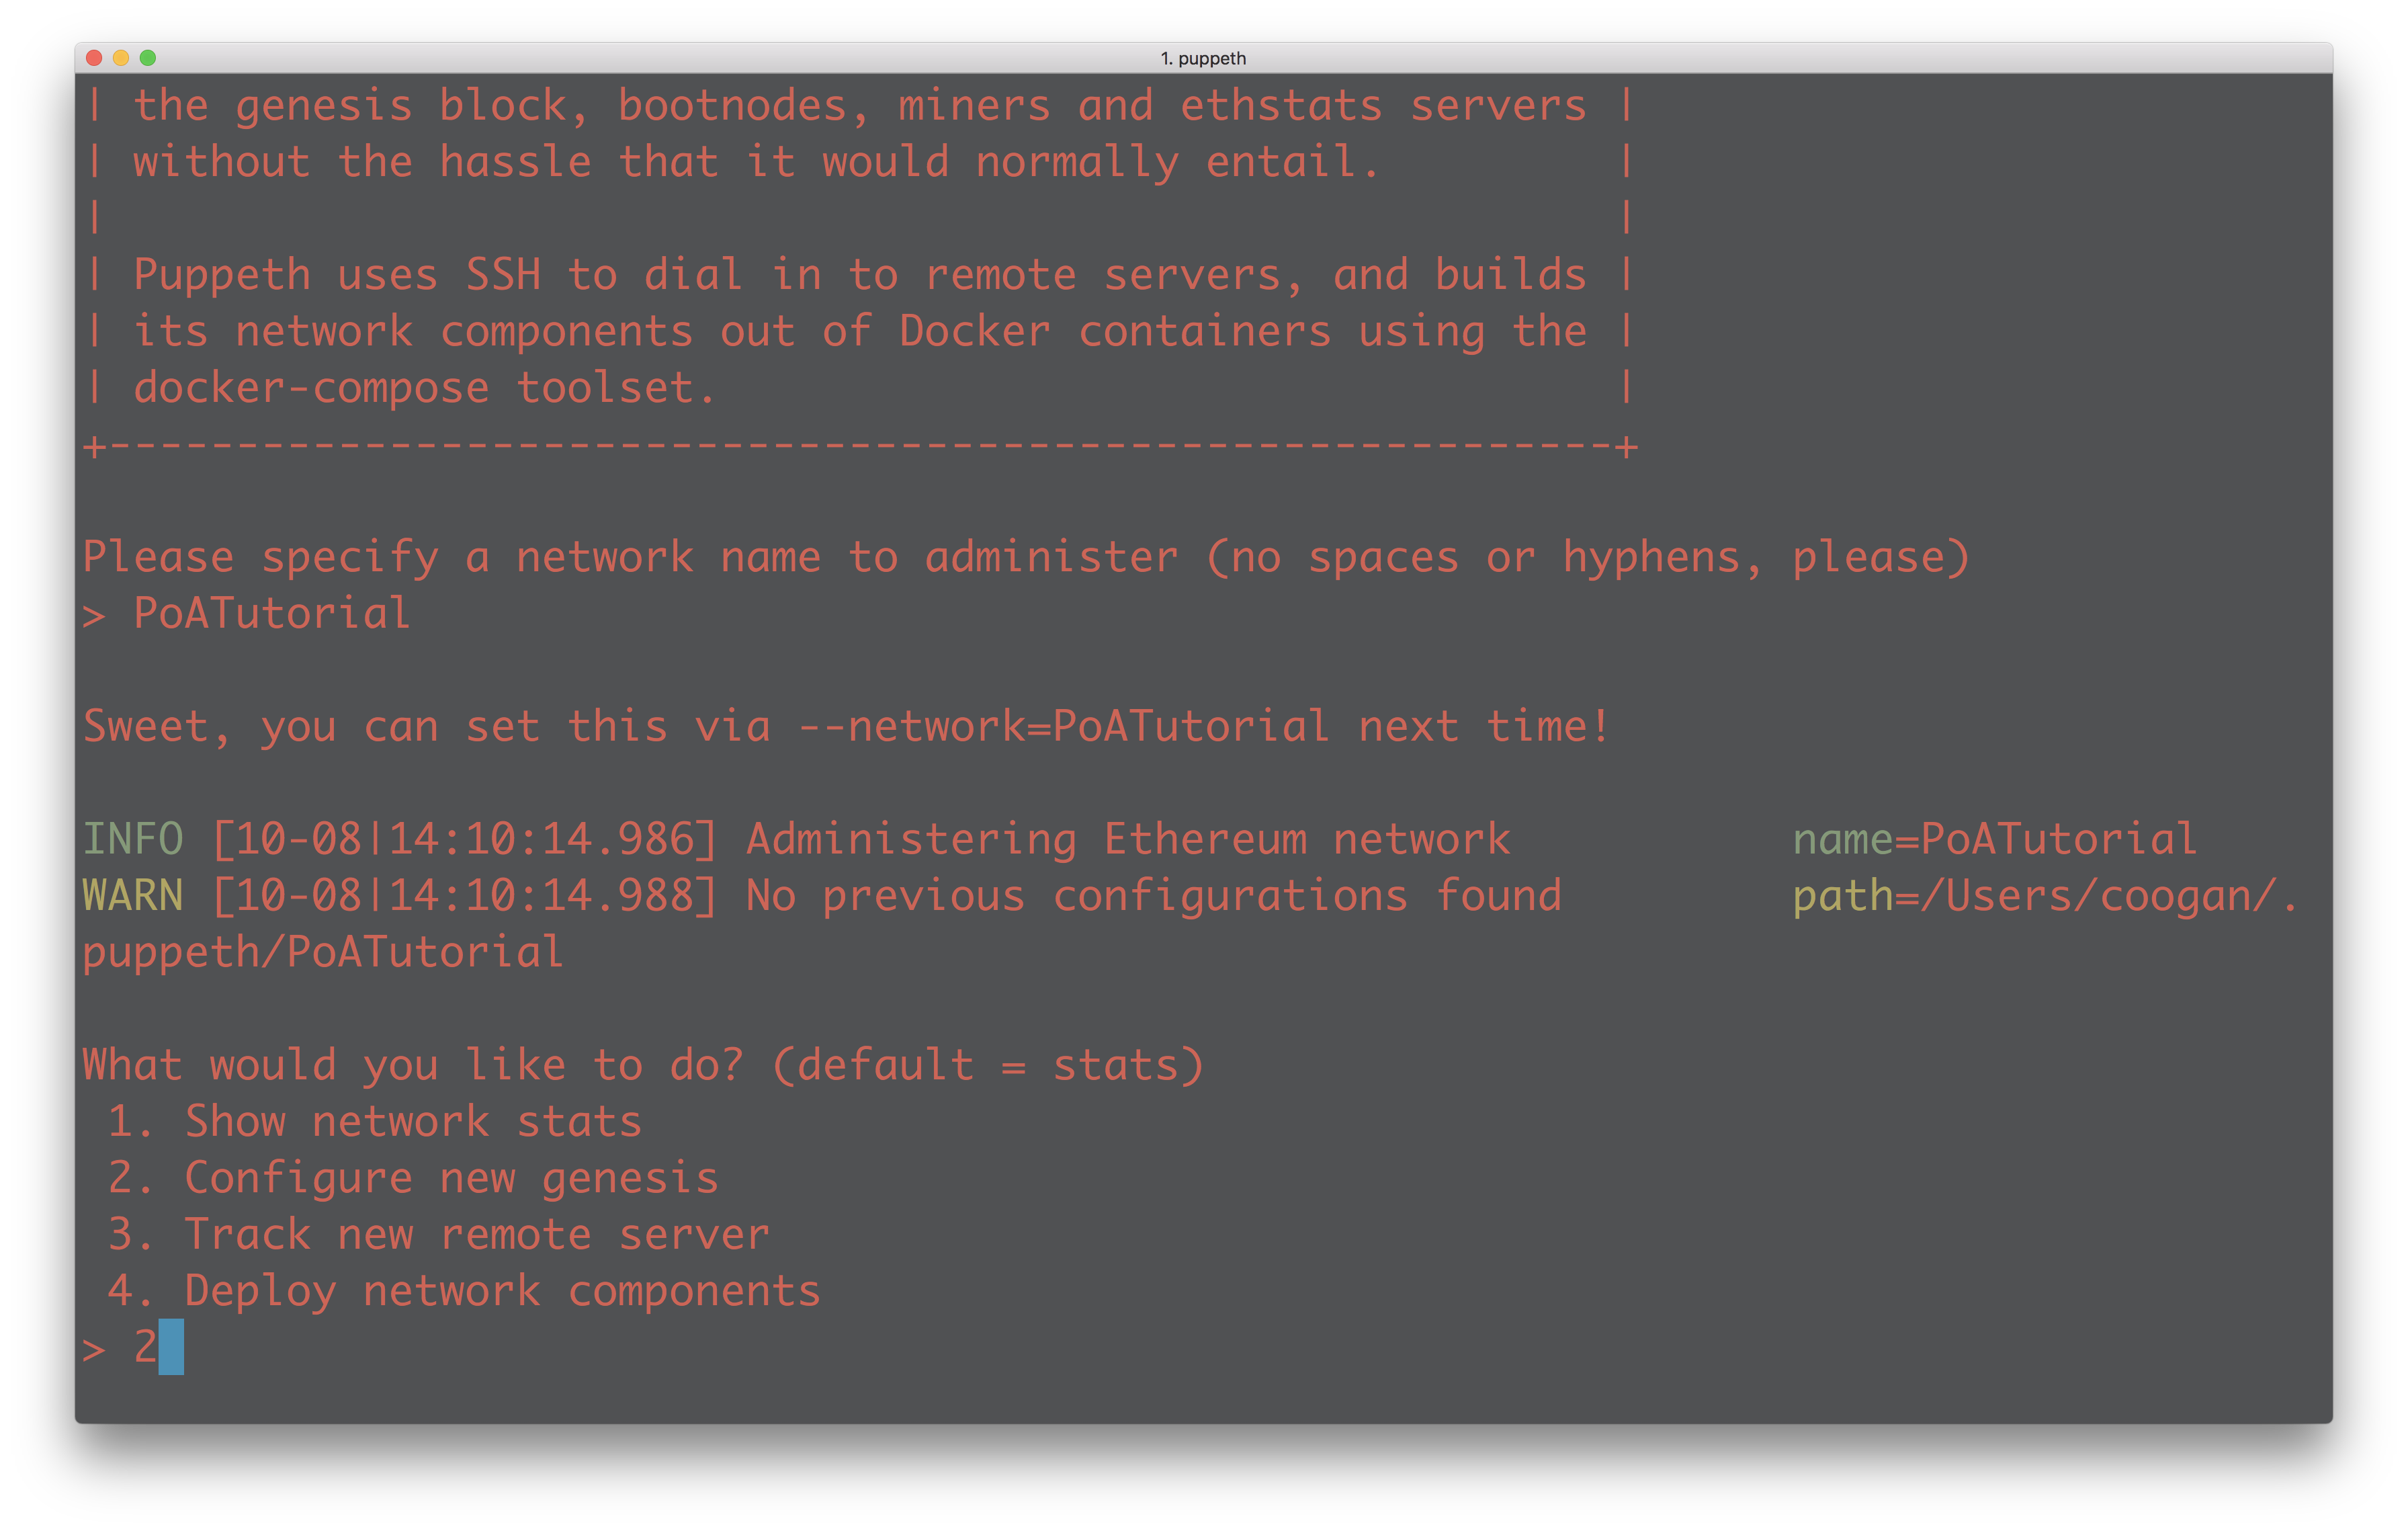 1. puppeth
| the genesis block, bootnodes, miners and ethstats servers |
| without the hassle that it would normally entail.         |
|                                                           |
| Puppeth uses SSH to dial in to remote servers, and builds |
| its network components out of Docker containers using the |
| docker-compose toolset.                                   |
+-----------------------------------------------------------+
Please specify a network name to administer (no spaces or hyphens, please)
> PoATutorial
Sweet, you can set this via --network=PoATutorial next time!
INFO [10-08|14:10:14.986] Administering Ethereum network           name=PoATutorial
WARN [10-08|14:10:14.988] No previous configurations found         path=/Users/coogan/.
puppeth/PoATutorial
What would you like to do? (default = stats)
 1. Show network stats
 2. Configure new genesis
 3. Track new remote server
 4. Deploy network components
> 2